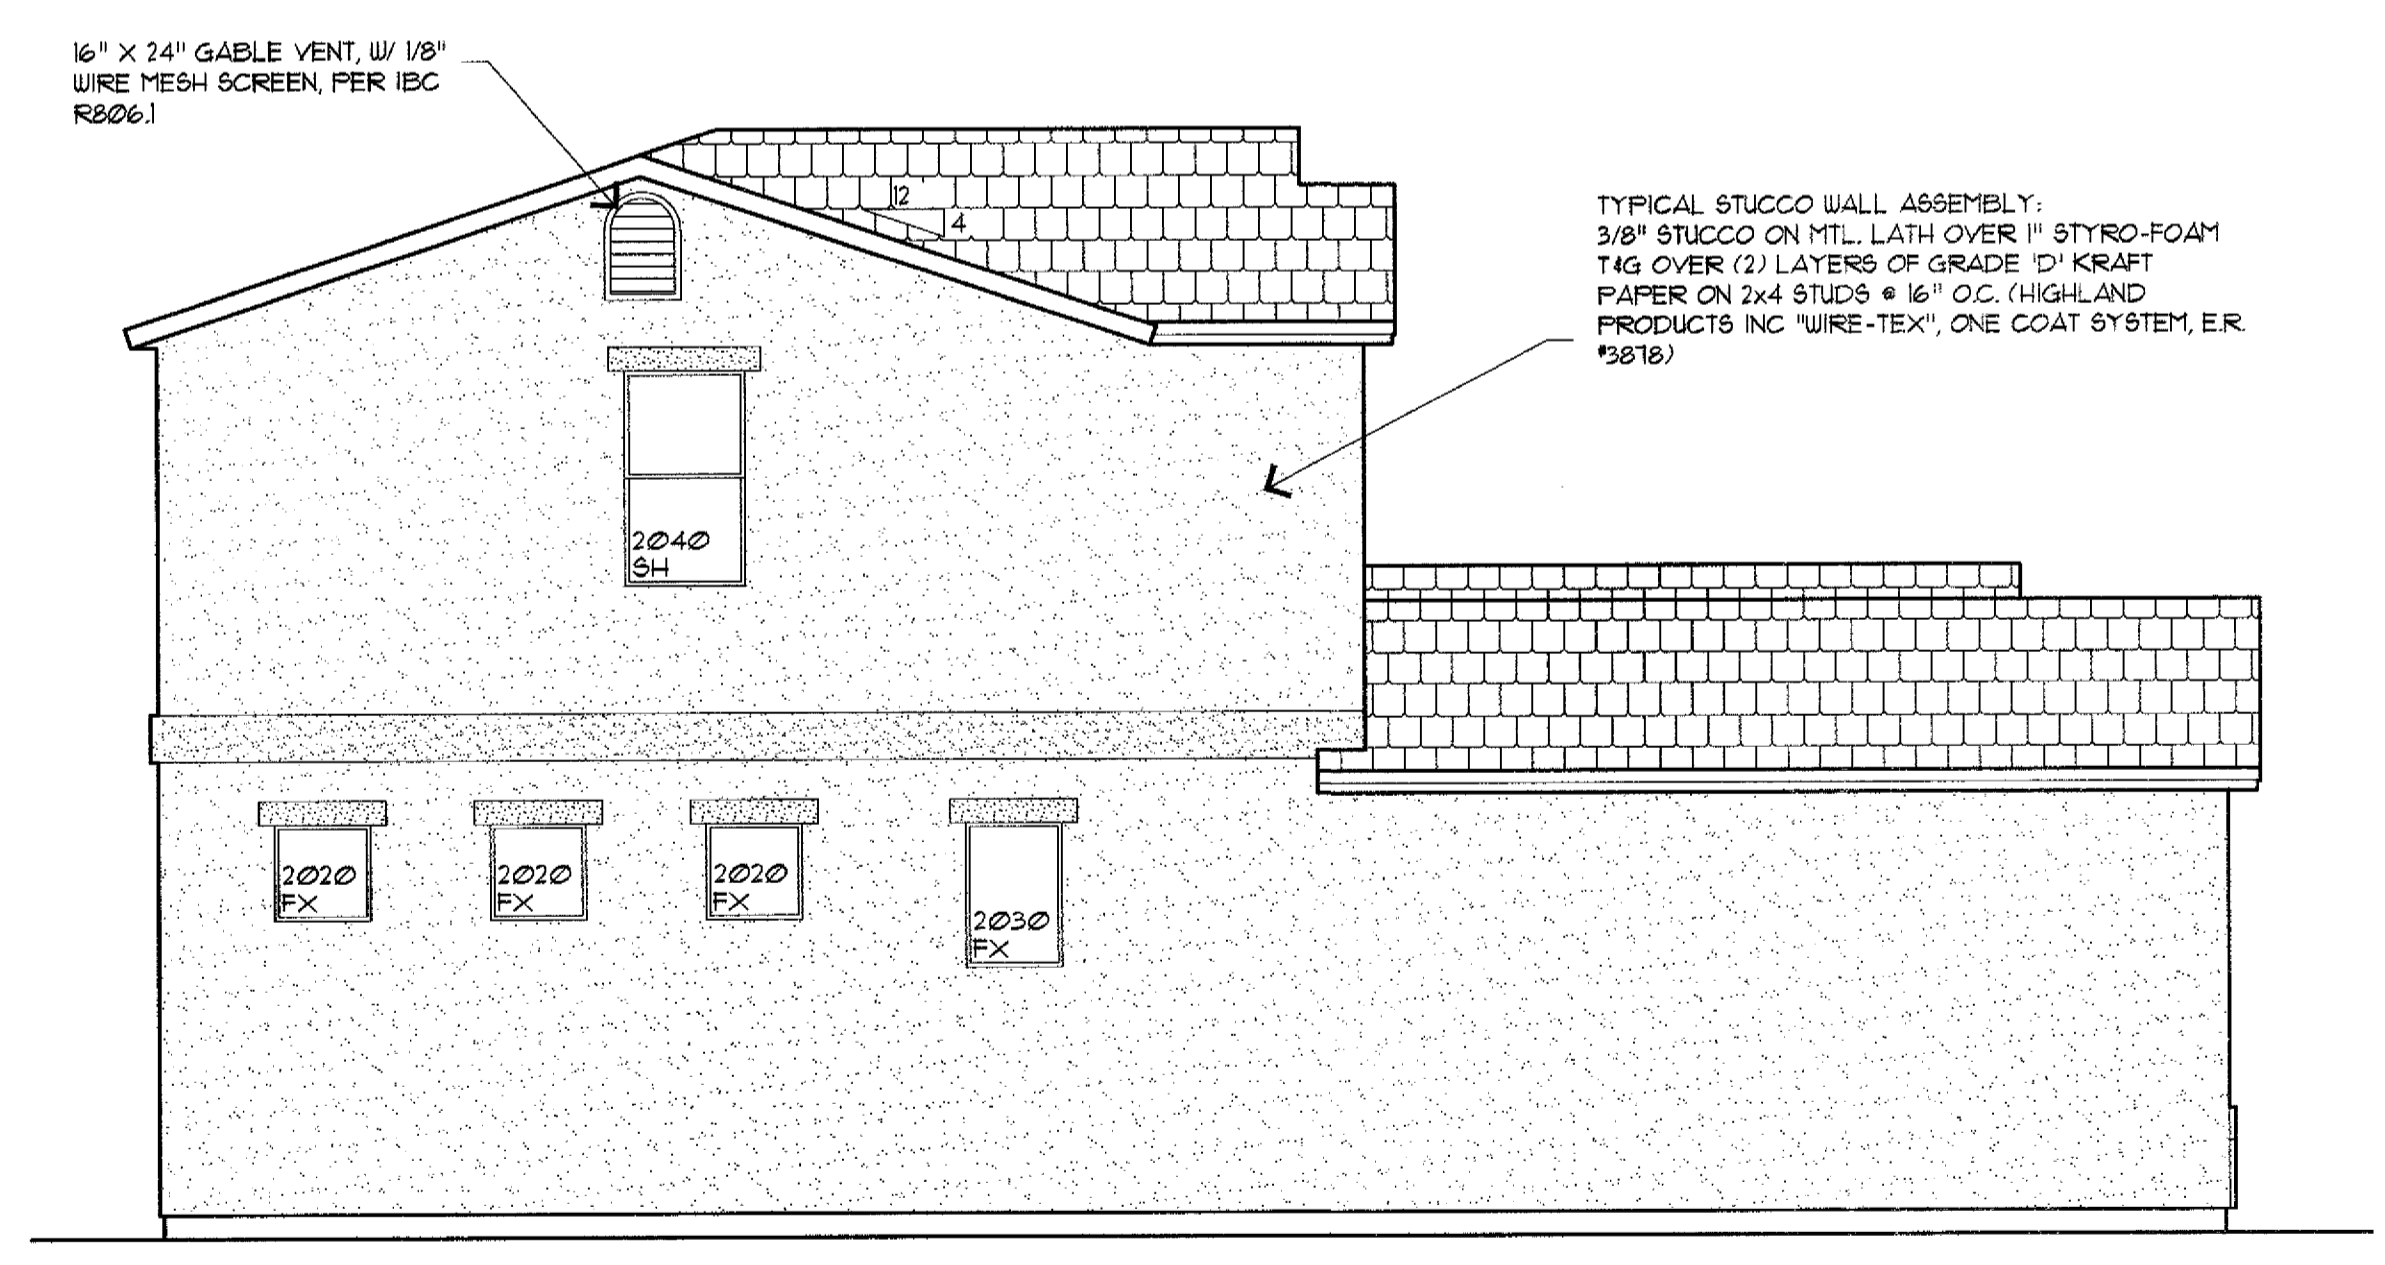 16" X 24" GABLE VENT, W/ 1/8"
WIRE MESH SCREEN, PER IBC
R806.1
12
4
TYPICAL STUCCO WALL ASSEMBLY:
3/8" STUCCO ON MTL. LATH OVER 1" STYRO-FOAM
T&G OVER (2) LAYERS OF GRADE 'D' KRAFT
PAPER ON 2x4 STUDS @ 16" O.C. (HIGHLAND
PRODUCTS INC "WIRE-TEX", ONE COAT SYSTEM, E.R.
#3878)
2040
SH
2020
FX
2020
FX
2020
FX
2030
FX